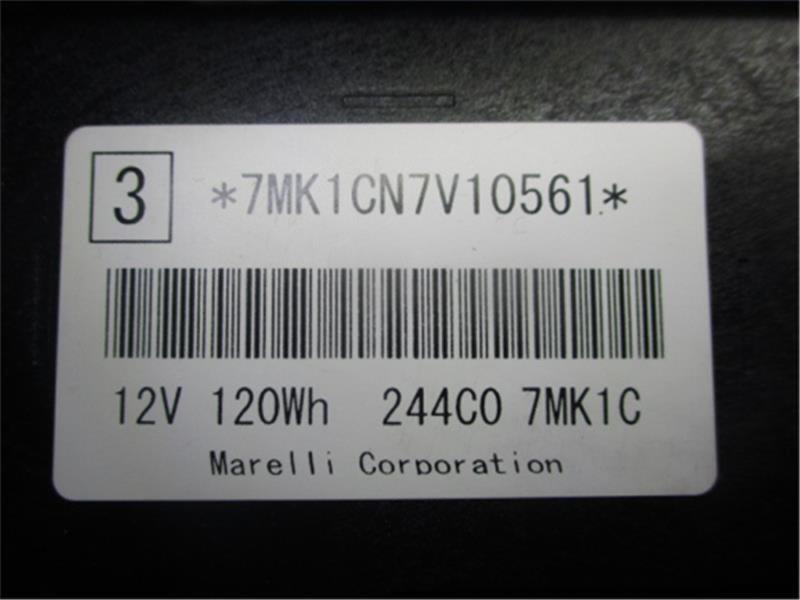 3 *7MK1CN7V10561*
12V 120Wh 244C0 7MK1C
Marelli Corporation